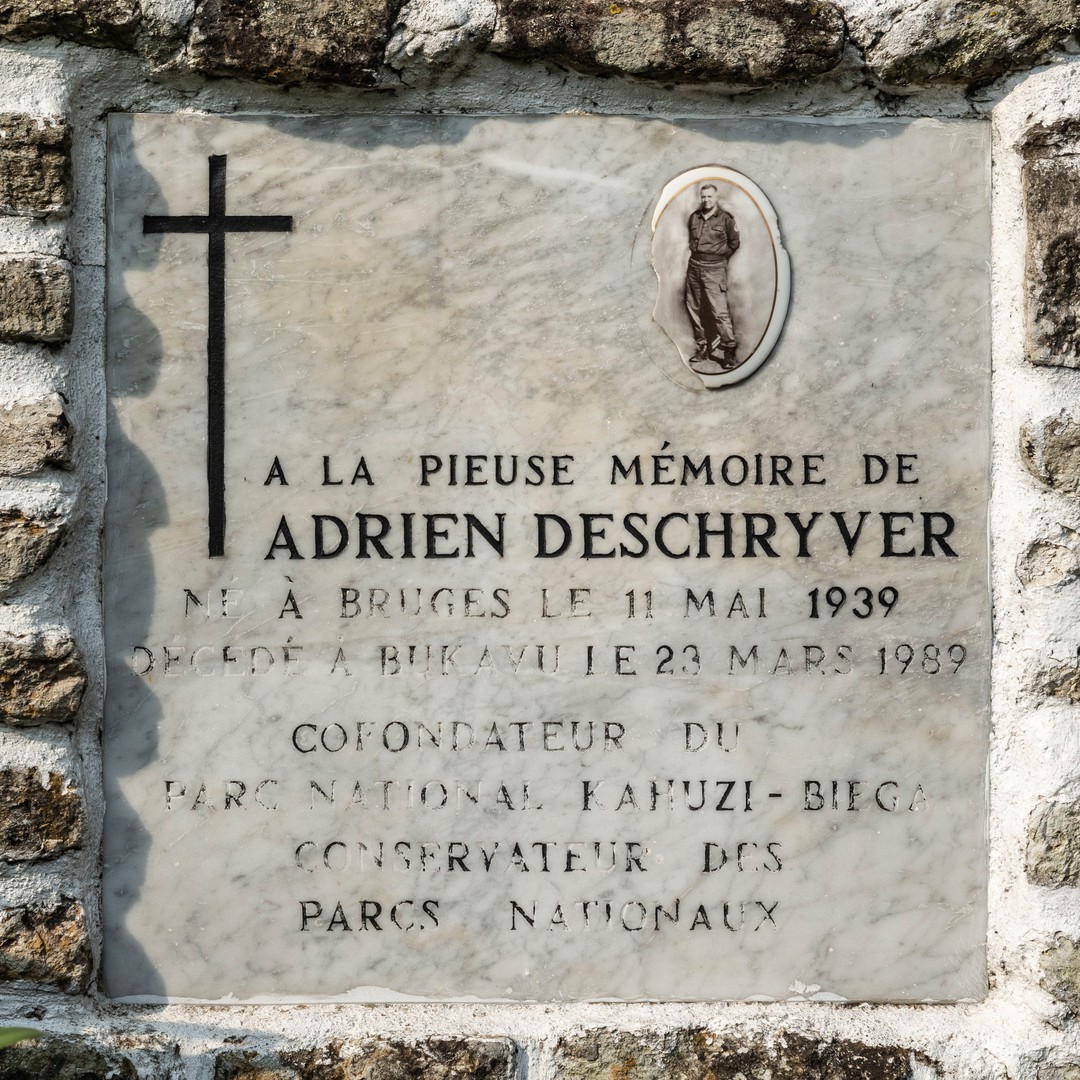 A LA PIEUSE MÉMOIRE DE
ADRIEN DESCHRYVER
NÉ À BRUGES LE 11 MAI 1939
DÉCÉDÉ À BUKAVU LE 23 MARS 1989
COFONDATEUR DU
PARC NATIONAL KAHUZI-BIEGA
CONSERVATEUR DES
PARCS NATIONAUX